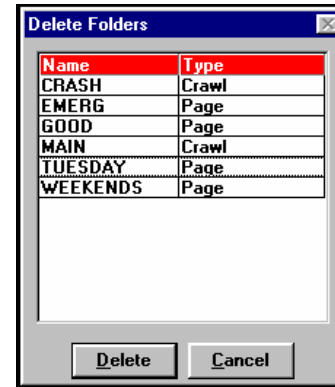 Delete Folders
Name Type
CRASH Crawl
EMERG Page
GOOD Page
MAIN Crawl
TUESDAY Page
WEEKENDS Page
Delete Cancel